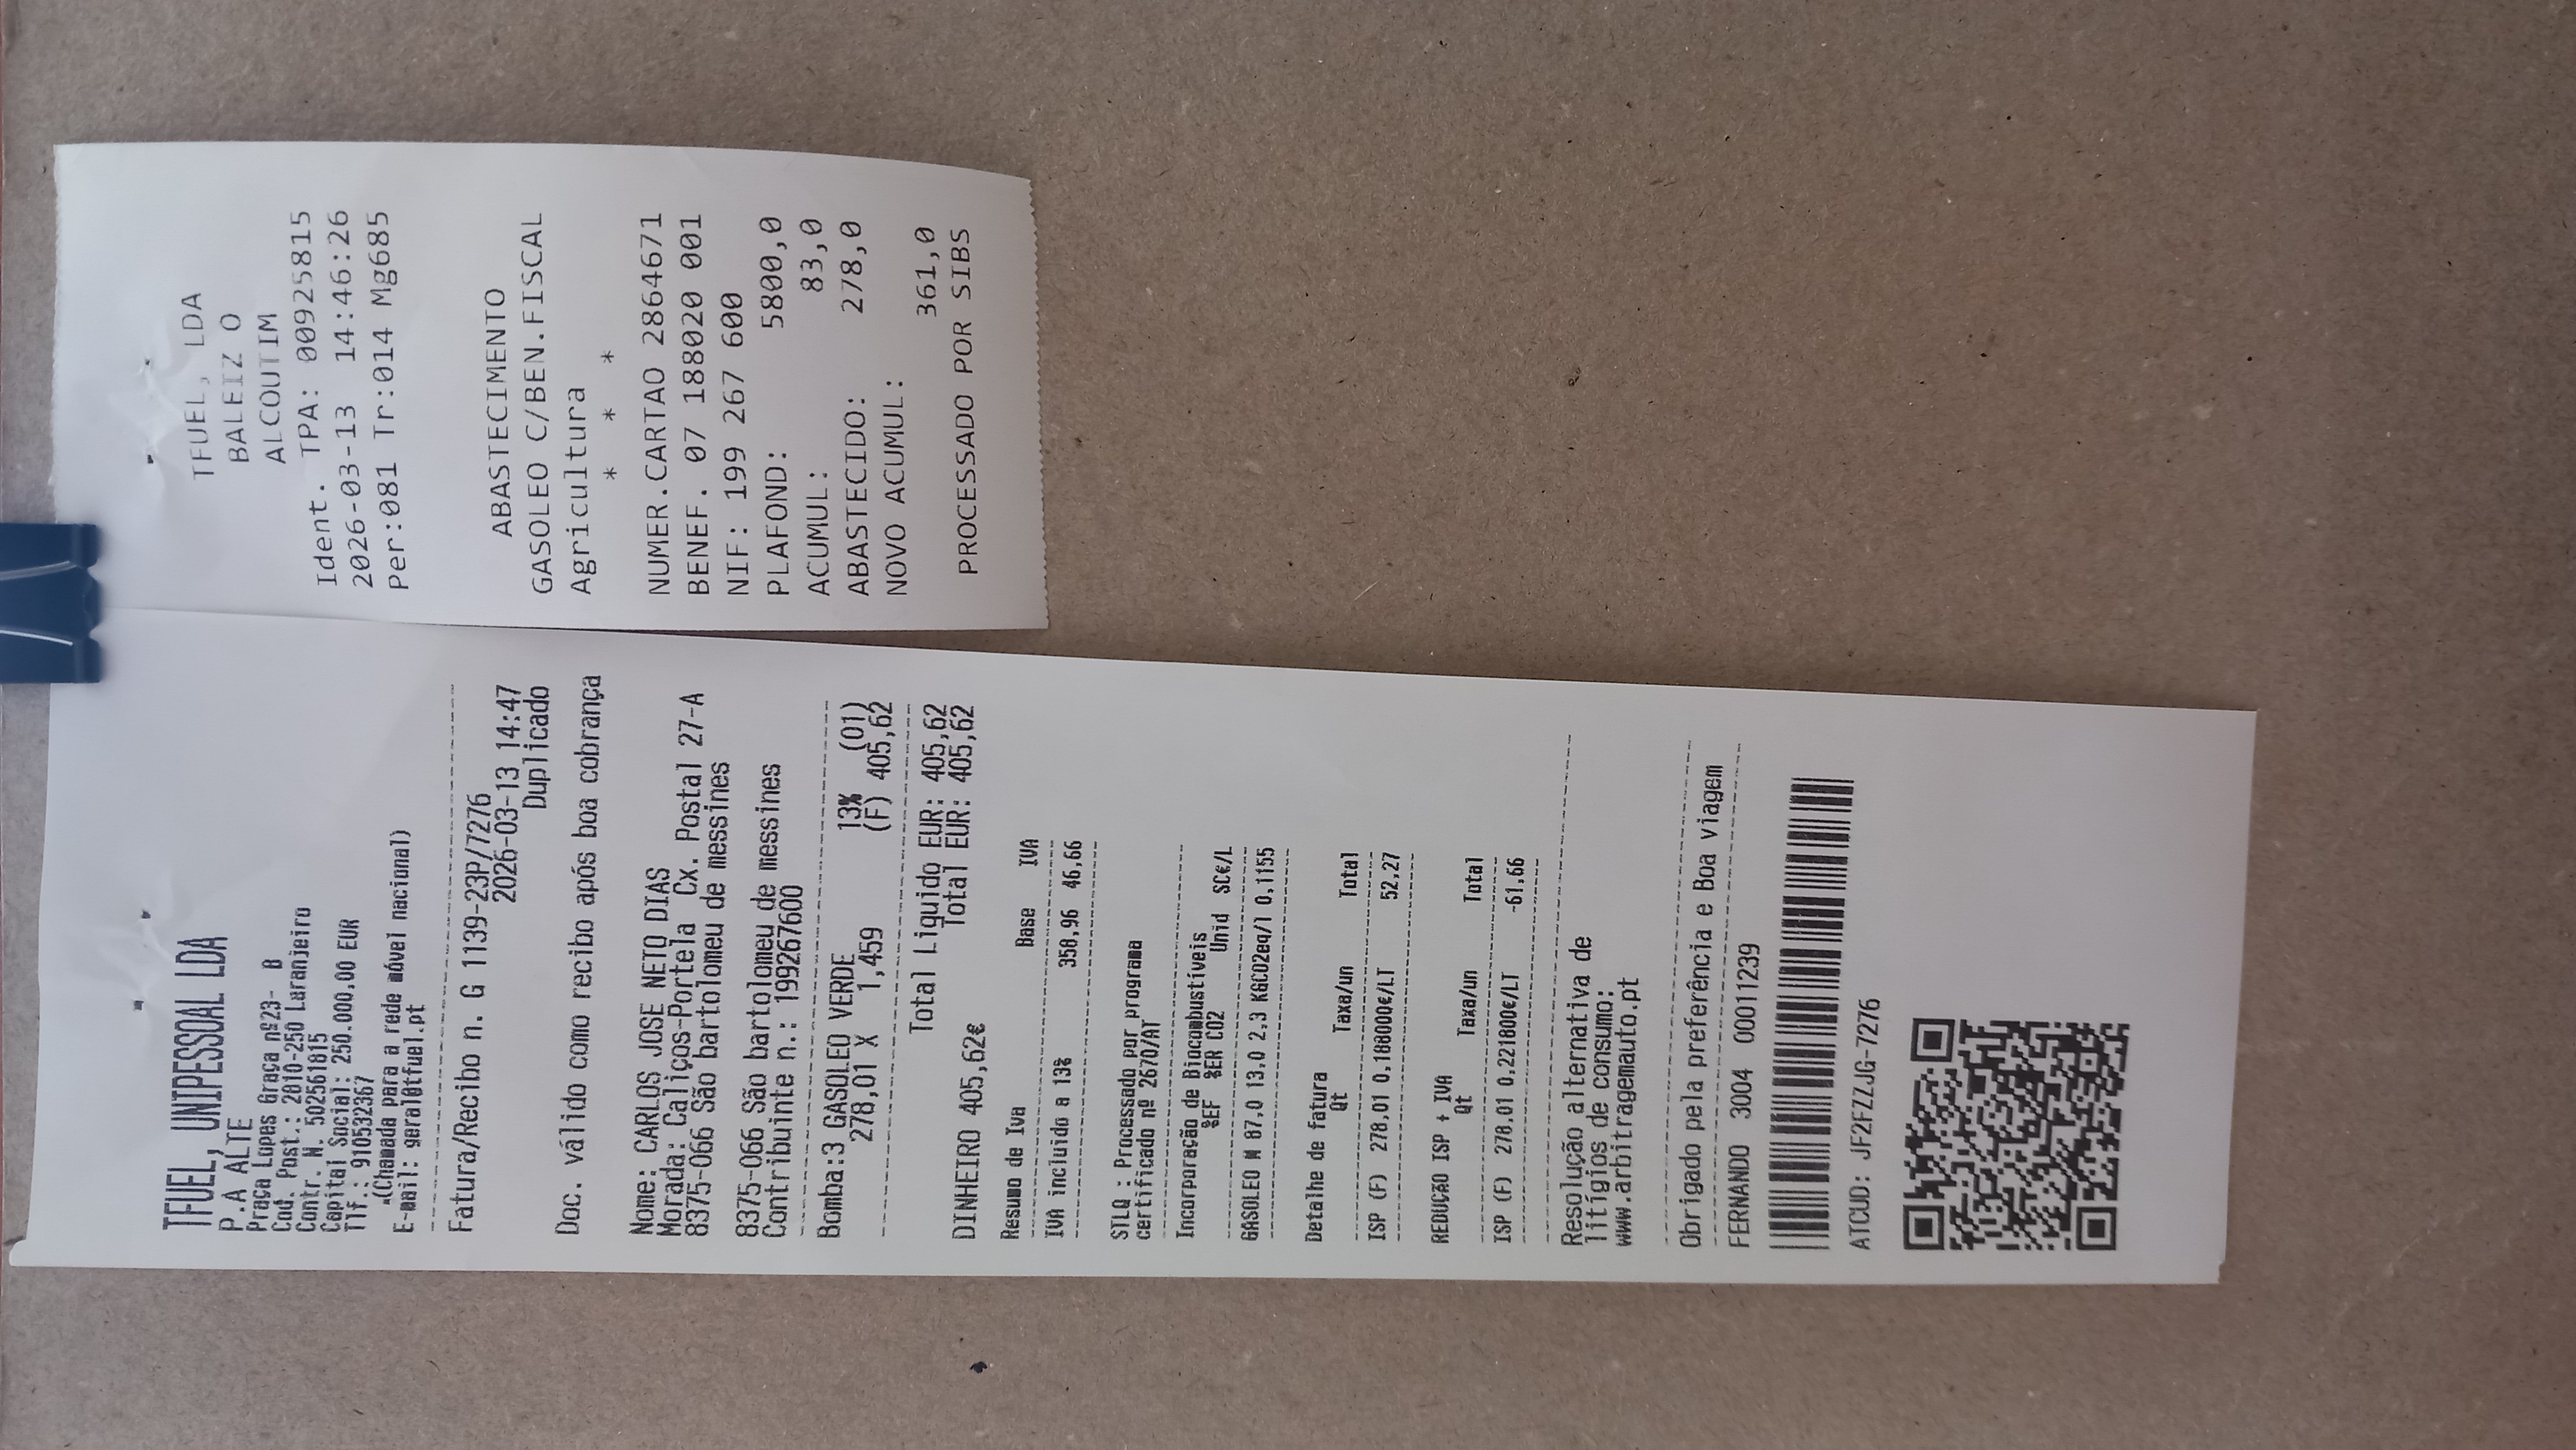 TFUEL, UNIPESSOAL LDA
P.A ALTE
Praça Lopes Graça nº23- B
Cod. Post.: 2810-250 Laranjeiro
Contr. N. 502561815
Capital Social: 250.000,00 EUR
Tlf.: 910532367
^(Chamada para a rede móvel nacional)
E-mail: geral@tfuel.pt
Fatura/Recibo n. G 1139-23P/7276
2026-03-13 14:47
Duplicado
Doc. válido como recibo após boa cobrança
Nome: CARLOS JOSE NETO DIAS
Morada: Caliços-Portela Cx. Postal 27-A
8375-066 São bartolomeu de messines
8375-066 São bartolomeu de messines
Contribuinte n.: 199267600
Bomba:3 GASOLEO VERDE 13% (01)
278,01 X 1,459 (F) 405,62
Total Liquido EUR: 405,62
Total EUR: 405,62
DINHEIRO 405,62€
Resumo de Iva Base IVA
IVA incluido a 13% 358,96 46,66
STLQ : Processado por programa
certificado nº 2670/AT
Incorporação de Biocombustíveis
%EF %ER CO2 Unid SC€/L
GASOLEO M 87,0 13,0 2,3 KGCO2eq/l 0,1155
Detalhe de fatura
Qt Taxa/un Total
ISP (F) 278,01 0,188000€/LT 52,27
REDUÇAO ISP + IVA
Qt Taxa/un Total
ISP (F) 278,01 0,221800€/LT -61,66
Resolução alternativa de
litígios de consumo:
www.arbitragemauto.pt
Obrigado pela preferência e Boa viagem
FERNANDO 3004 00011239
ATCUD: JF2FZZJG-7276
TFUEL, LDA
BALEIZ O
ALCOUTIM
Ident. TPA: 00925815
2026-03-13 14:46:26
Per:081 Tr:014 Mg685
ABASTECIMENTO
GASOLEO C/BEN.FISCAL
Agricultura
* * *
NUMER.CARTAO 2864671
BENEF. 07 188020 001
NIF: 199 267 600
PLAFOND: 5800,0
ACUMUL: 83,0
ABASTECIDO: 278,0
NOVO ACUMUL:
361,0
PROCESSADO POR SIBS